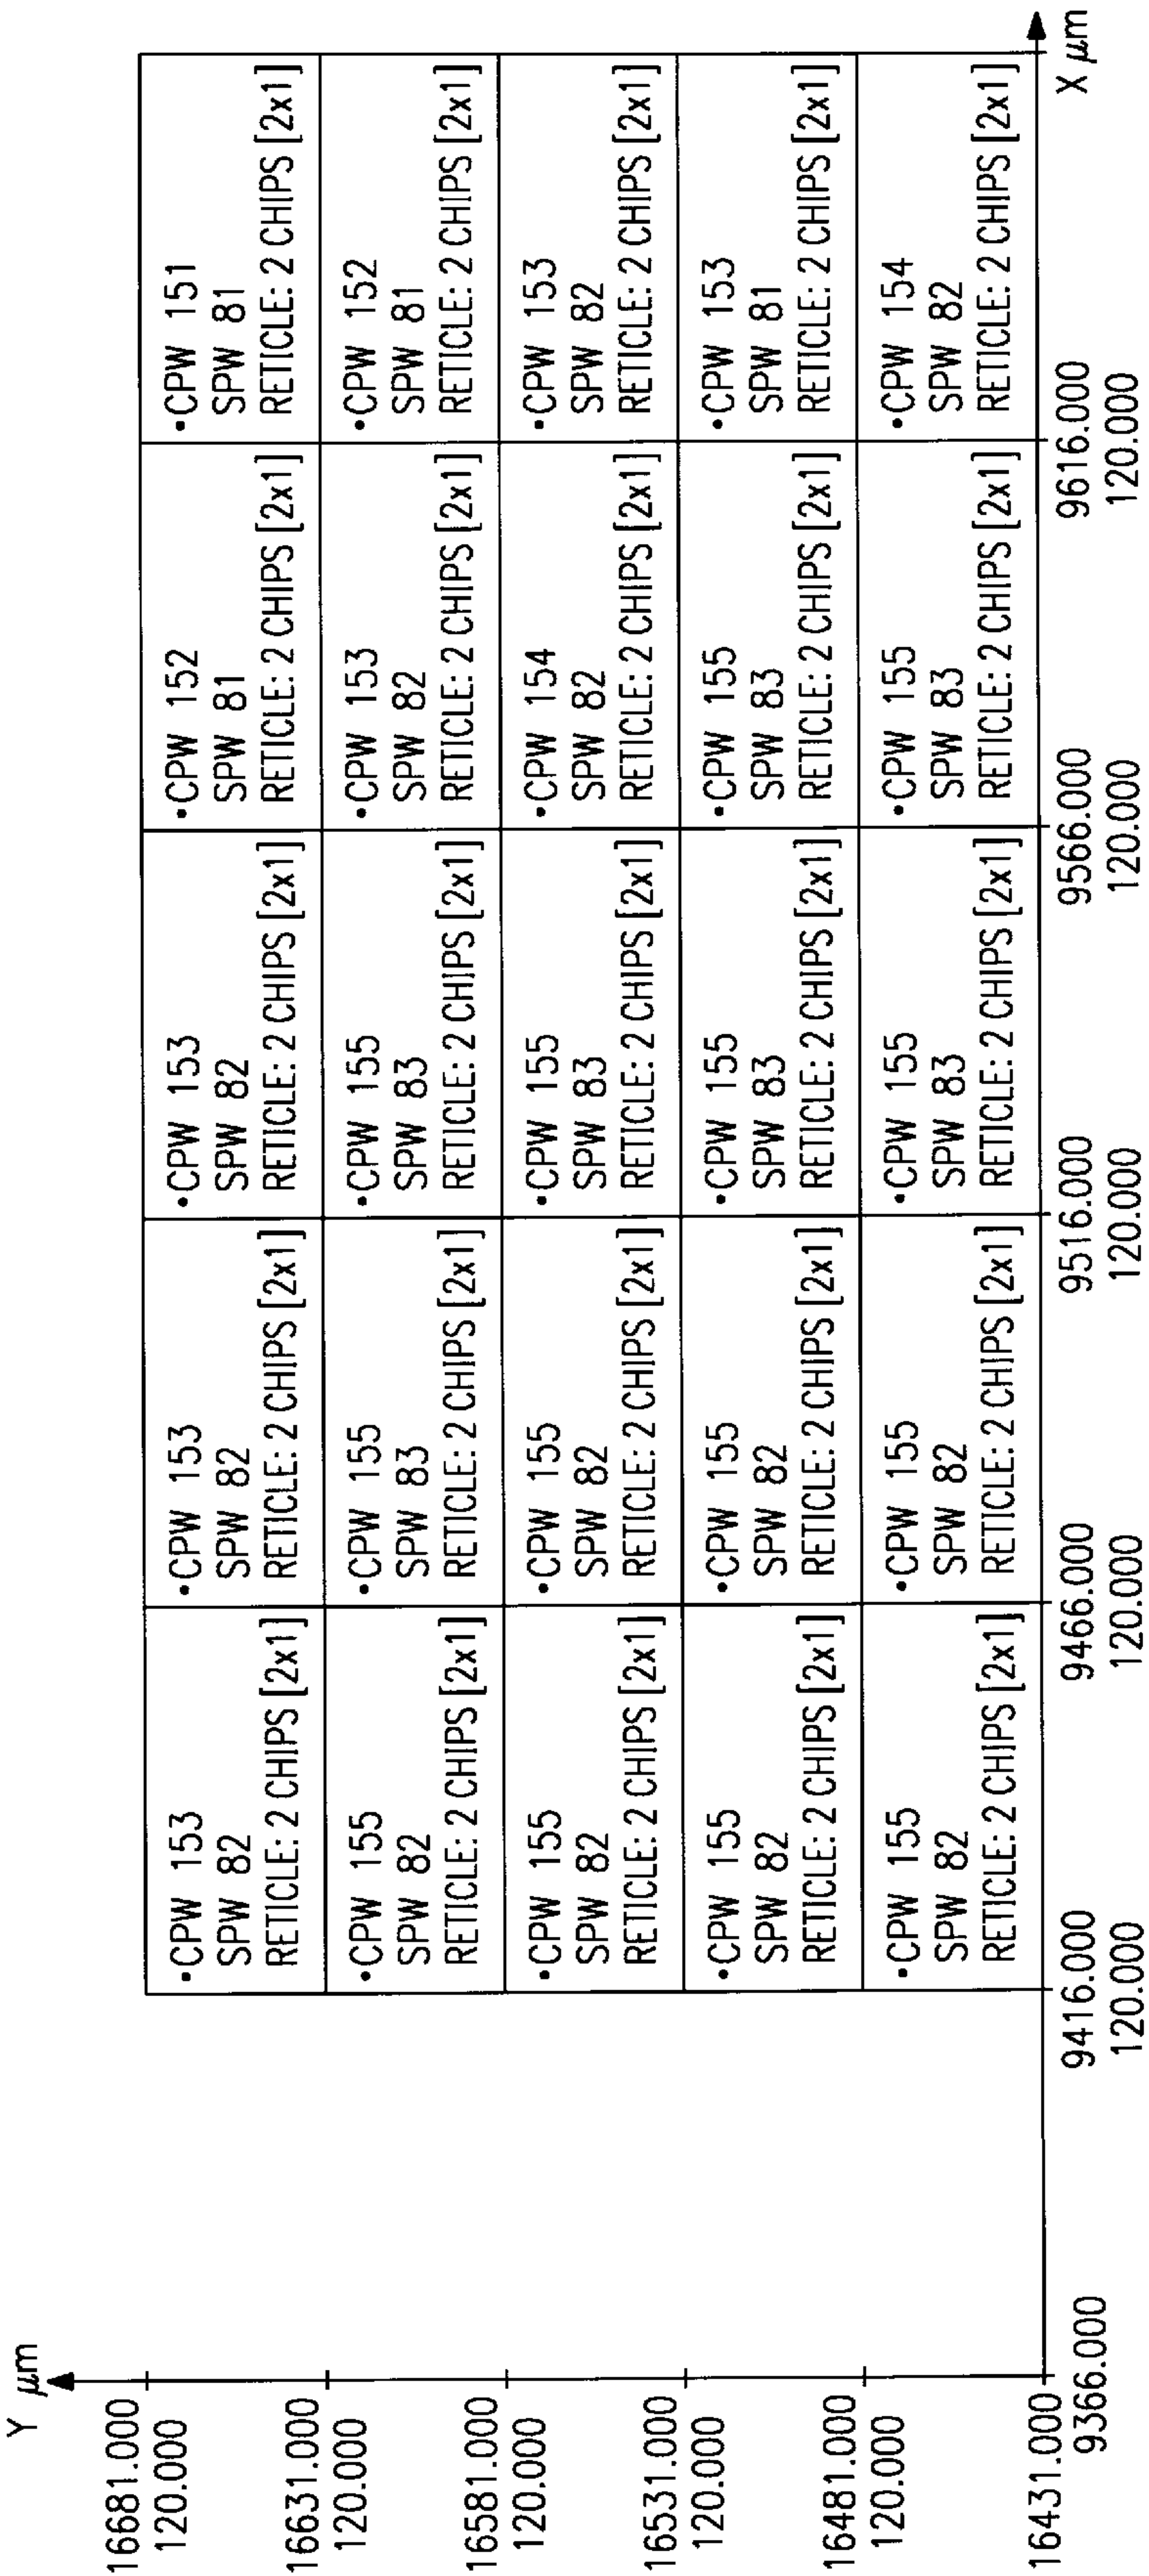 Y μm
16681.000
120.000
•CPW 153
SPW 82
RETICLE: 2 CHIPS [2x1]
•CPW 153
SPW 82
RETICLE: 2 CHIPS [2x1]
•CPW 153
SPW 82
RETICLE: 2 CHIPS [2x1]
•CPW 152
SPW 81
RETICLE: 2 CHIPS [2x1]
•CPW 151
SPW 81
RETICLE: 2 CHIPS [2x1]
16631.000
120.000
•CPW 155
SPW 82
RETICLE: 2 CHIPS [2x1]
•CPW 155
SPW 83
RETICLE: 2 CHIPS [2x1]
•CPW 155
SPW 83
RETICLE: 2 CHIPS [2x1]
•CPW 153
SPW 82
RETICLE: 2 CHIPS [2x1]
•CPW 152
SPW 81
RETICLE: 2 CHIPS [2x1]
16581.000
120.000
•CPW 155
SPW 82
RETICLE: 2 CHIPS [2x1]
•CPW 155
SPW 82
RETICLE: 2 CHIPS [2x1]
•CPW 155
SPW 83
RETICLE: 2 CHIPS [2x1]
•CPW 154
SPW 82
RETICLE: 2 CHIPS [2x1]
•CPW 153
SPW 82
RETICLE: 2 CHIPS [2x1]
16531.000
120.000
•CPW 155
SPW 82
RETICLE: 2 CHIPS [2x1]
•CPW 155
SPW 82
RETICLE: 2 CHIPS [2x1]
•CPW 155
SPW 83
RETICLE: 2 CHIPS [2x1]
•CPW 155
SPW 83
RETICLE: 2 CHIPS [2x1]
•CPW 153
SPW 81
RETICLE: 2 CHIPS [2x1]
16481.000
120.000
•CPW 155
SPW 82
RETICLE: 2 CHIPS [2x1]
•CPW 155
SPW 82
RETICLE: 2 CHIPS [2x1]
•CPW 155
SPW 83
RETICLE: 2 CHIPS [2x1]
•CPW 155
SPW 83
RETICLE: 2 CHIPS [2x1]
•CPW 154
SPW 82
RETICLE: 2 CHIPS [2x1]
16431.000
9366.000
9416.000
120.000
9466.000
120.000
9516.000
120.000
9566.000
120.000
9616.000
120.000
X μm